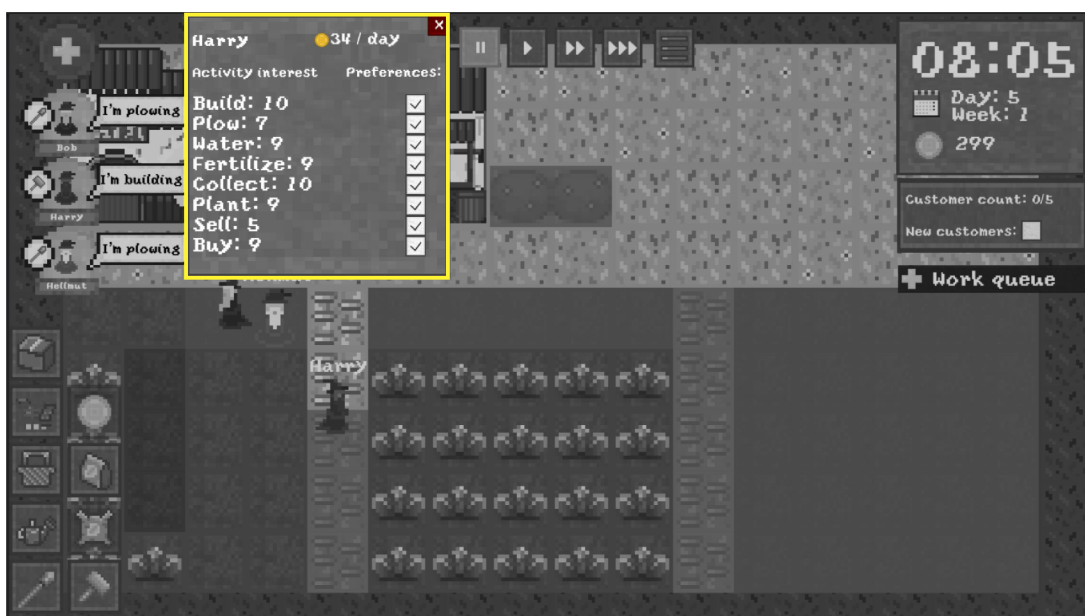 Harry 34 / day
Activity interest Preferences:
Build: 10
Plow: 7
Water: 9
Fertilize: 9
Collect: 10
Plant: 9
Sell: 5
Buy: 9
I'm plowing
Bob
I'm building
Harry
I'm plowing
Hellmut
Harry
08:05
Day: 5
Week: 1
299
Customer count: 0/5
New customers:
Work queue